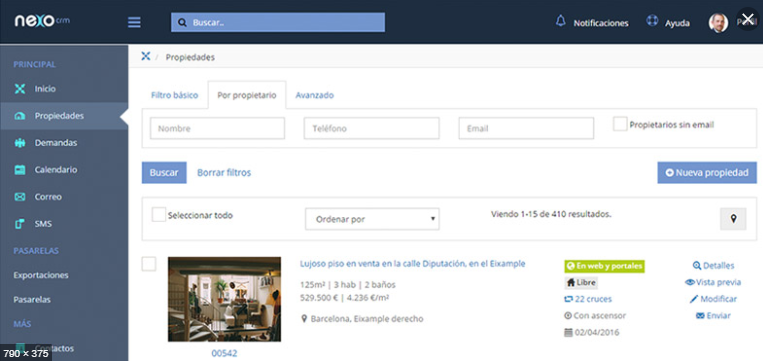 nexo crm
Buscar..
Notificaciones
Ayuda
PRINCIPAL
Inicio
Propiedades
Demandas
Calendario
Correo
SMS
PASARELAS
Exportaciones
Pasarelas
MÁS
Contactos
790 × 375
/ Propiedades
Filtro básico
Por propietario
Avanzado
Nombre
Teléfono
Email
Propietarios sin email
Buscar
Borrar filtros
Nueva propiedad
Seleccionar todo
Ordenar por
Viendo 1-15 de 410 resultados.
00542
Lujoso piso en venta en la calle Diputación, en el Eixample
125m² | 3 hab | 2 baños
529.500 € | 4.236 €/m²
Barcelona, Eixample derecho
En web y portales
Libre
22 cruces
Con ascensor
02/04/2016
Detalles
Vista previa
Modificar
Enviar